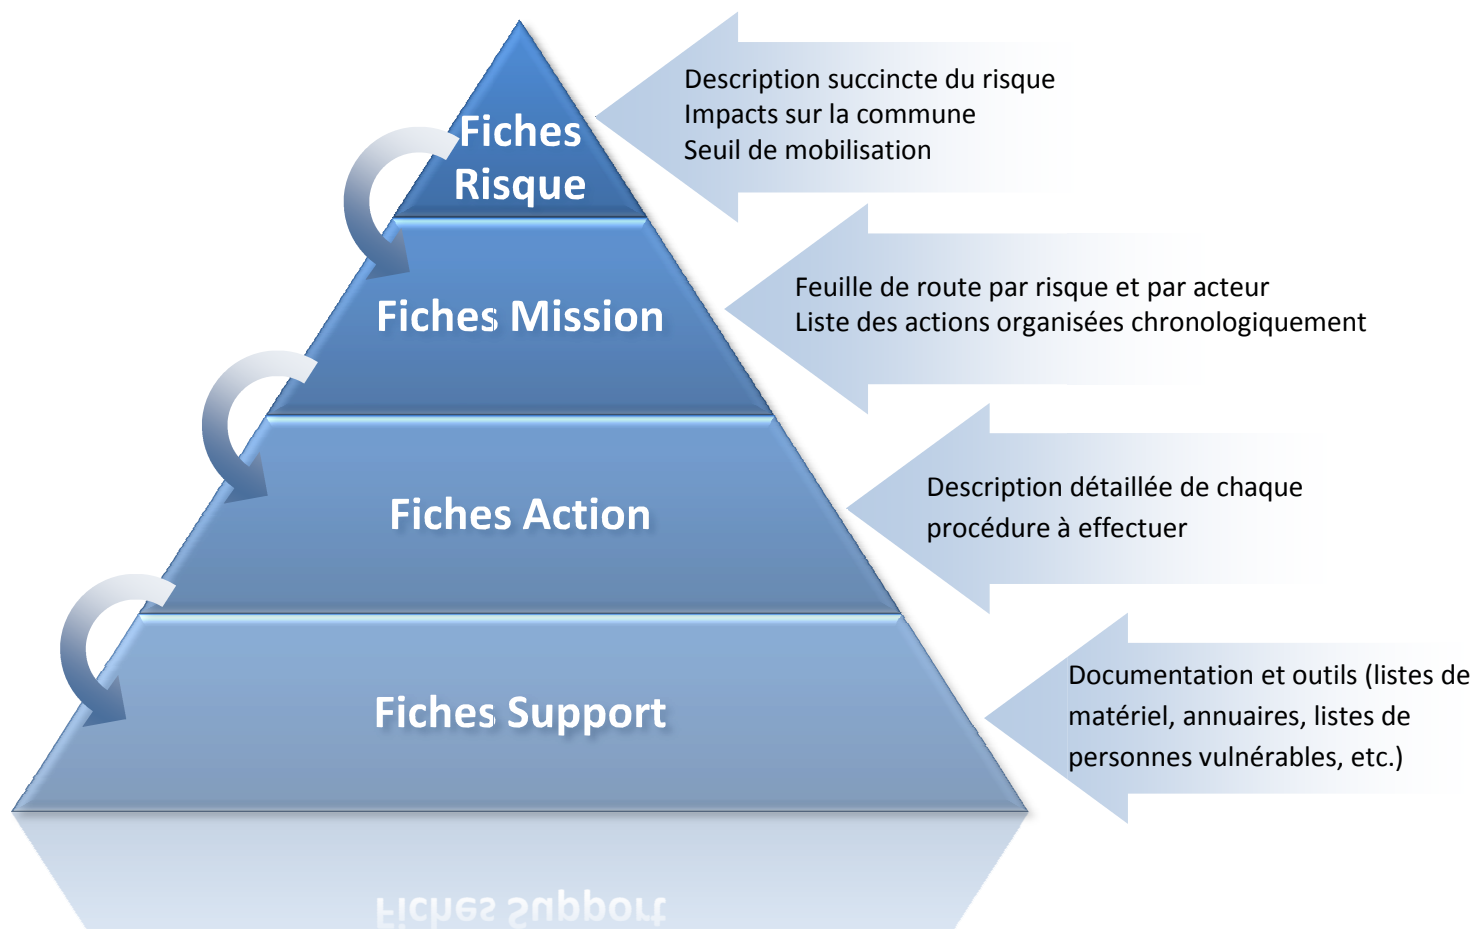 Fiches
Risque
Description succincte du risque
Impacts sur la commune
Seuil de mobilisation
Fiches Mission
Feuille de route par risque et par acteur
Liste des actions organisées chronologiquement
Fiches Action
Description détaillée de chaque
procédure à effectuer
Fiches Support
Documentation et outils (listes de
matériel, annuaires, listes de
personnes vulnérables, etc.)
Fiches Support